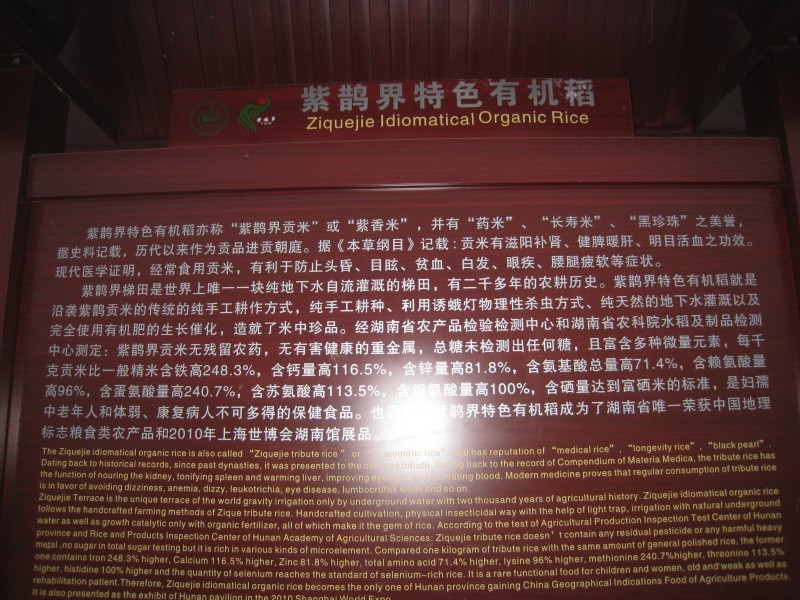 紫鹊界特色有机稻
Ziquejie Idiomatical Organic Rice
紫鹊界特色有机稻亦称“紫鹊界贡米”或“紫香米”，并有“药米”、“长寿米”、“黑珍珠”之美誉，
据史料记载，历代以来作为贡品进贡朝庭。据《本草纲目》记载：贡米有滋阴补肾、健脾暖肝、明目活血之功效。
现代医学证明，经常食用贡米，有利于防止头昏、目眩、贫血、白发、眼疾、腰腿疲软等症状。
紫鹊界梯田是世界上唯一一块纯地下水自流灌溉的梯田，有二千多年的农耕历史。紫鹊界特色有机稻就是
沿袭紫鹊贡米的传统的纯手工耕作方式，纯手工耕种、利用诱蛾灯物理性杀虫方式、纯天然的地下水灌溉以及
完全使用有机肥的生长催化，造就了米中珍品。经湖南省农产品检验检测中心和湖南省农科院水稻及制品检测
中心测定：紫鹊界贡米无残留农药，无有害健康的重金属，总糖未检测出任何糖，且富含多种微量元素，每千
克贡米比一般精米含铁高248.3%，含钙量高116.5%，含锌量高81.8%，含氨基酸总量高71.4%，含赖氨酸量
高96%，含蛋氨酸量高240.7%，含苏氨酸高113.5%，含组氨酸量高100%，含硒量达到富硒米的标准，是妇孺
中老年人和体弱、康复病人不可多得的保健食品。也 鹊界特色有机稻成为了湖南省唯一荣获中国地理
标志粮食类农产品和2010年上海世博会湖南馆展品。
The Ziquejie idiomatical organic rice is also called “Ziquejie tribute rice” or aromatic rice has reputation of “medical rice”，“longevity rice”，“black pearl”．
Dating back to historical records, since past dynasties, it was presented to the tribute. Dating back to the record of Compendium of Materia Medica, the tribute rice has
the function of nouring the kidney, tonifying spleen and warming liver, improving blood. Modern medicine proves that regular consumption of tribute rice
is in favor of avoiding dizziness, anemia, dizzy, leukotrichia, eye disease, lumbocrural and so on.
Ziquejie Terrace is the unique terrace of the world gravity irrigation only by underground water with two thousand years of agricultural history. Ziquejie idiomatical organic rice
follows the handcrafted farming methods of Zique tribute rice. Handcrafted cultivation, physical insecticidal way with the help of light trap, irrigation with natural underground
water as well as growth catalytic only with organic fertilizer, all of which make it the gem of rice. According to the test of Agricultural Production Inspection Test Center of Hunan
province and Rice and Products Inspection Center of Hunan Academy of Agricultural Sciences: Ziquejie tribute rice doesn’t contain any residual pesticide or any harmful heavy
metal ,no sugar in total sugar testing but it is rich in various kinds of microelement. Compared one kilogram of tribute rice with the same amount of general polished rice, the former
one contains Iron 248.3% higher, Calcium 116.5% higher, Zinc 81.8% higher, total amino acid 71.4% higher, lysine 96% higher, methionine 240.7%higher, threonine 113.5%
higher, histidine 100% higher and the quantity of selenium reaches the standard of selenium-rich rice. It is a rare functional food for children and women, old and weak as well as
rehabilitation patient.Therefore, Ziquejie idiomatical organic rice becomes the only one of Hunan province gaining China Geographical Indications Food of Agriculture Products.
It is also presented as the exhibit of Hunan paviling in the 2010 Shanghai World Expo